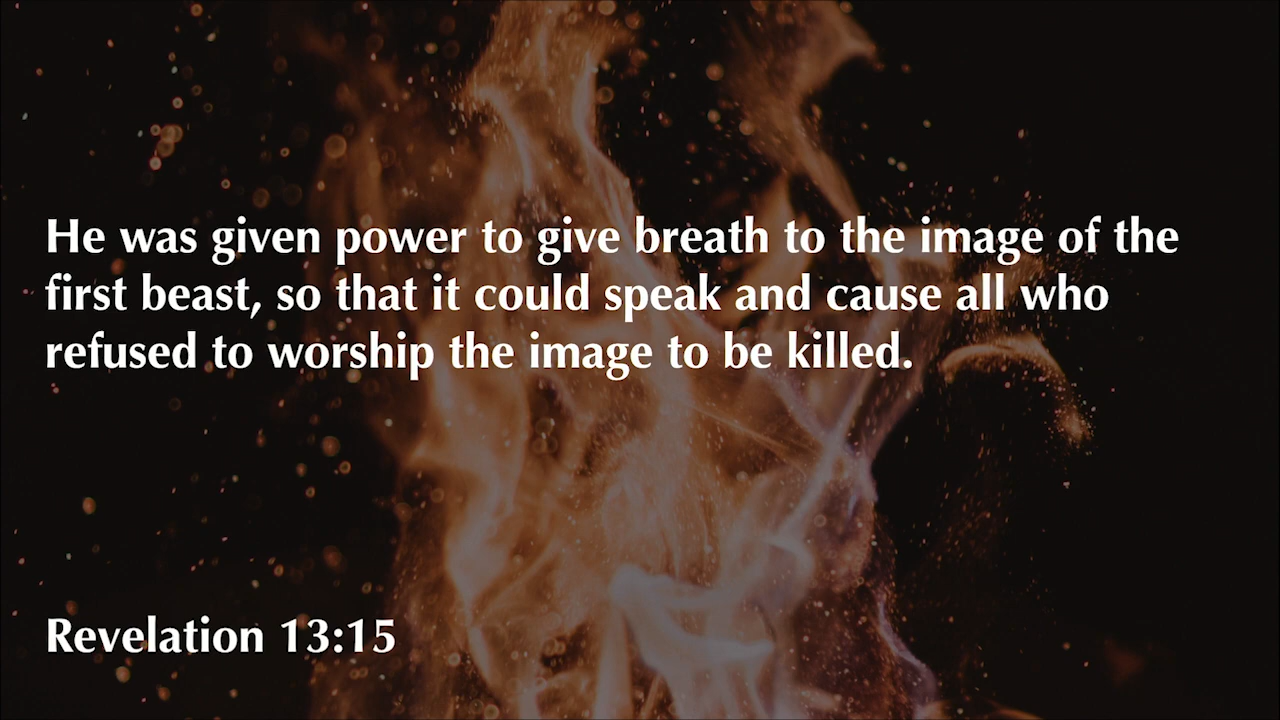 He was given power to give breath to the image of the
first beast, so that it could speak and cause all who
refused to worship the image to be killed.
Revelation 13:15